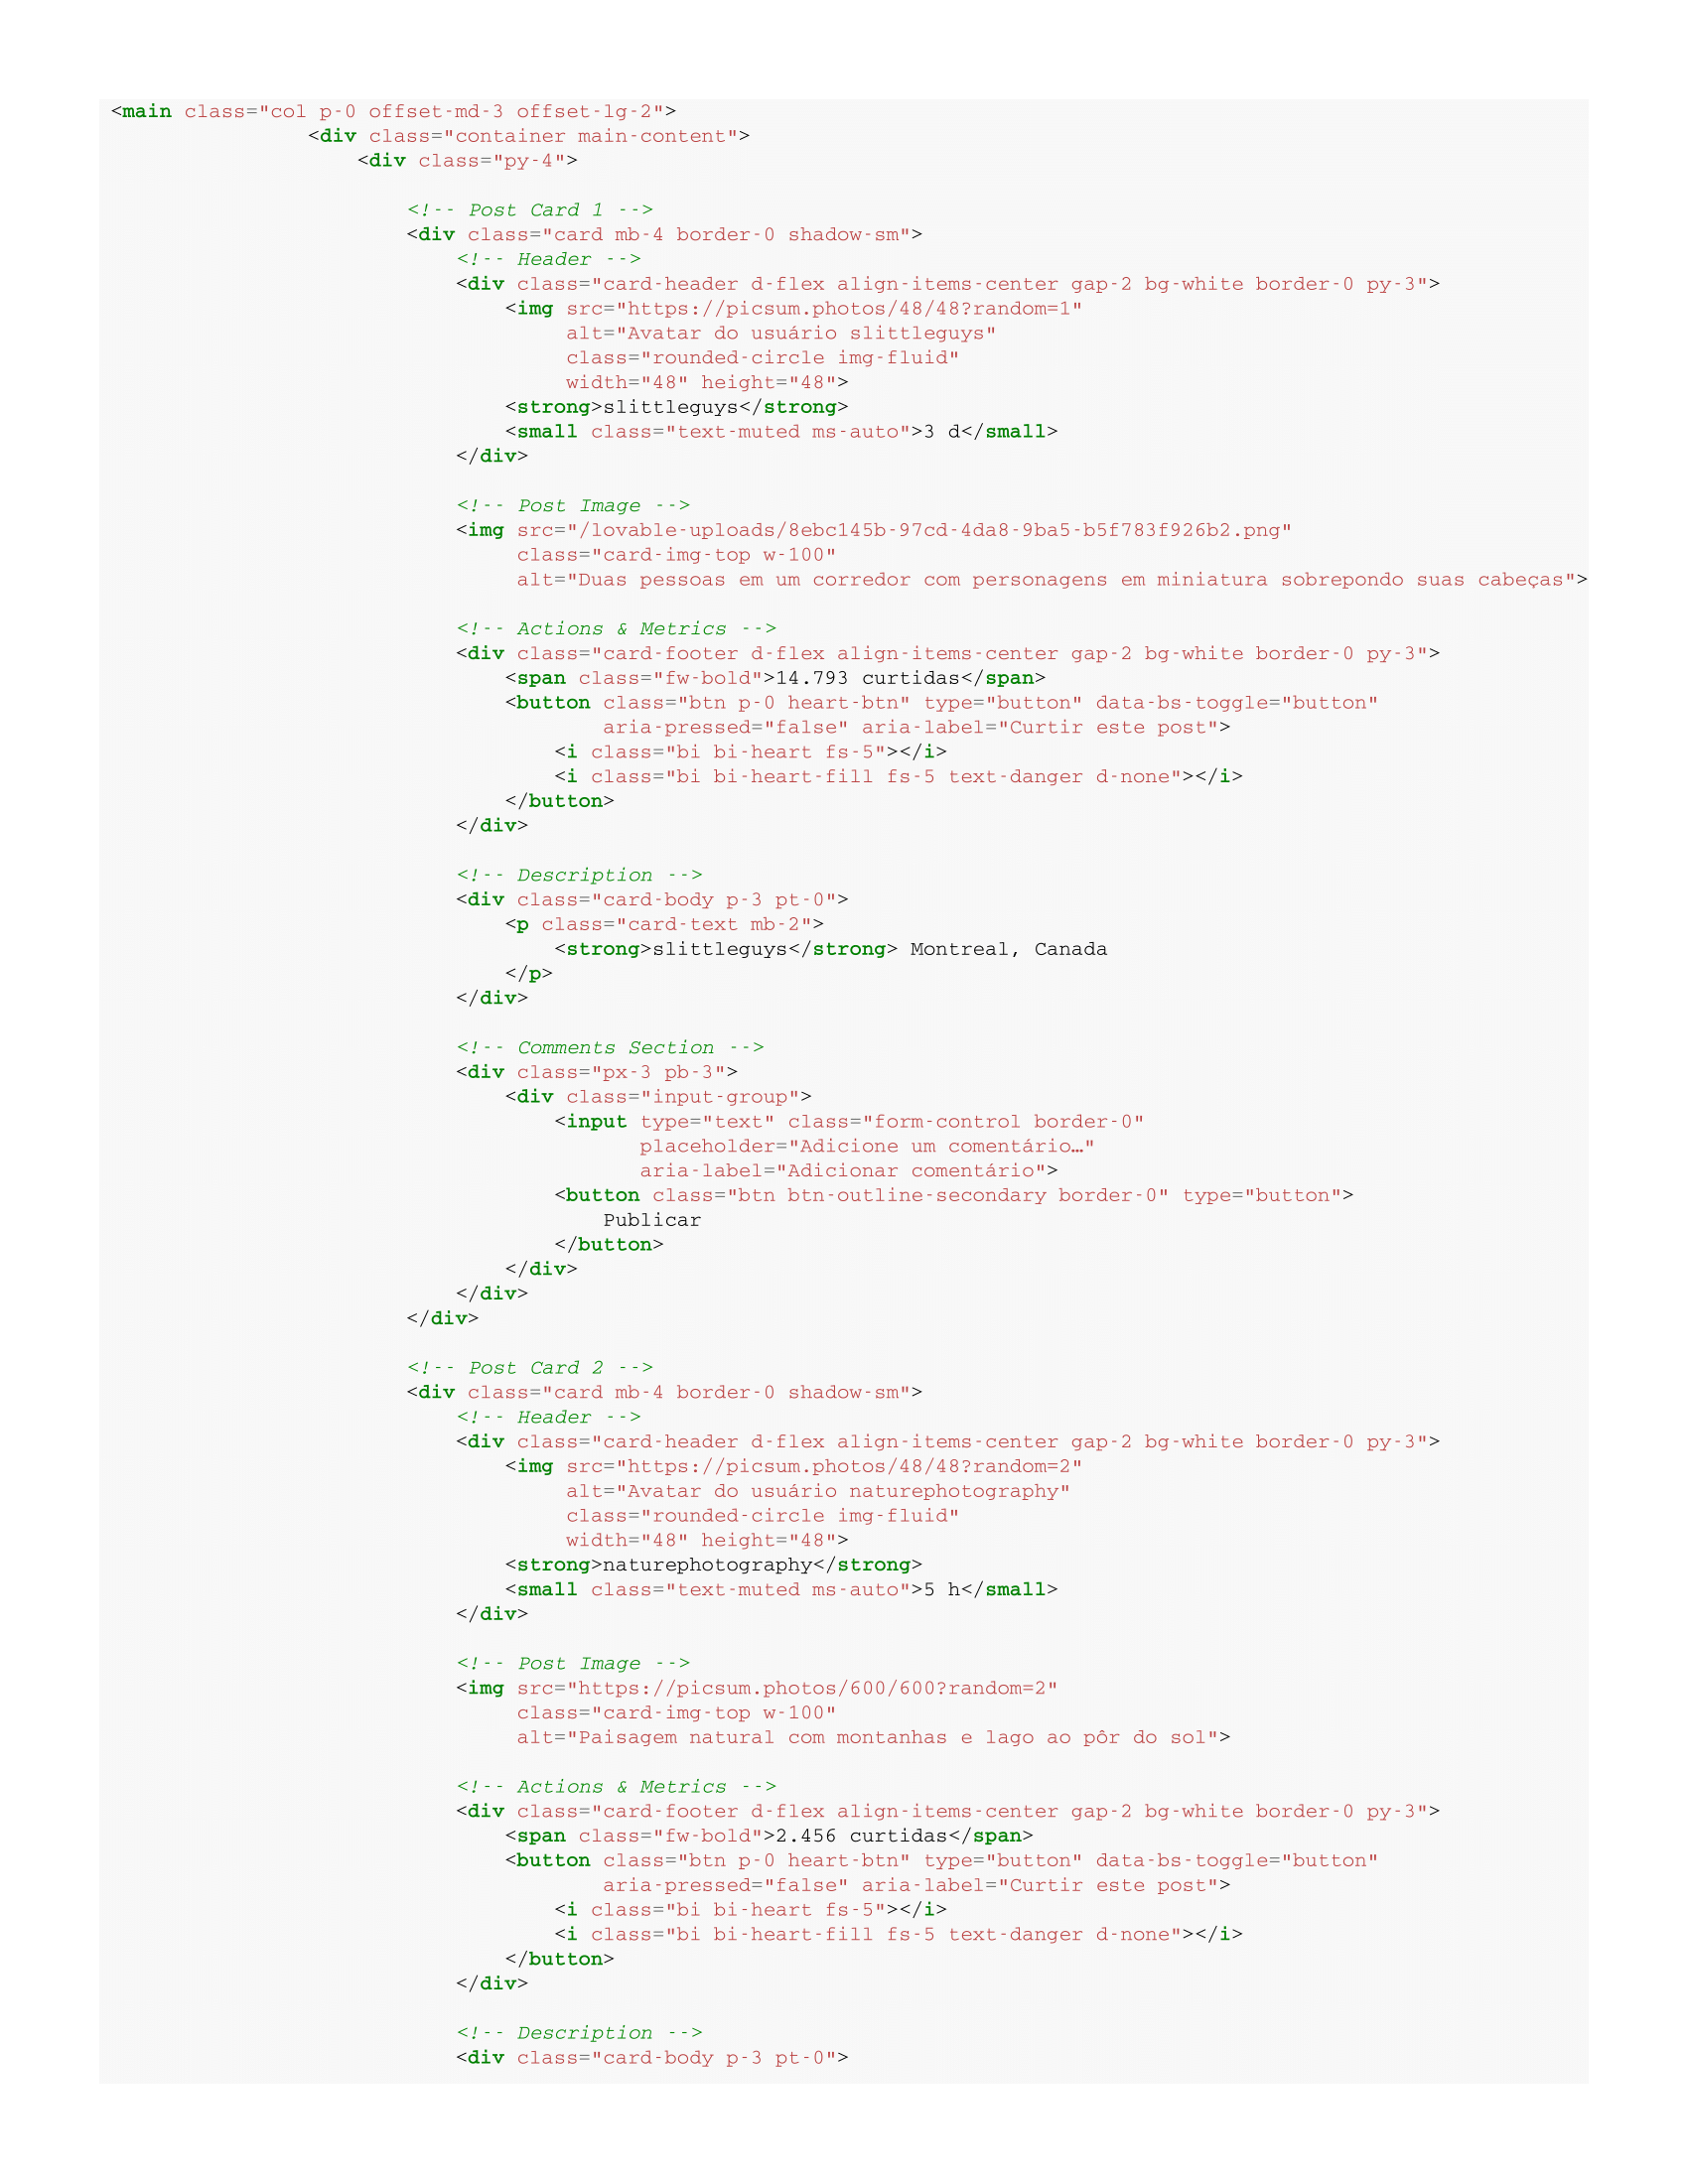 <main class="col p-0 offset-md-3 offset-lg-2">
<div class="container main-content">
<div class="py-4">
<!-- Post Card 1 -->
<div class="card mb-4 border-0 shadow-sm">
<!-- Header -->
<div class="card-header d-flex align-items-center gap-2 bg-white border-0 py-3">
<img src="https://picsum.photos/48/48?random=1"
alt="Avatar do usuário slittleguys"
class="rounded-circle img-fluid"
width="48" height="48">
<strong>slittleguys</strong>
<small class="text-muted ms-auto">3 d</small>
</div>
<!-- Post Image -->
<img src="/lovable-uploads/8ebc145b-97cd-4da8-9ba5-b5f783f926b2.png"
class="card-img-top w-100"
alt="Duas pessoas em um corredor com personagens em miniatura sobrepondo suas cabeças">
<!-- Actions & Metrics -->
<div class="card-footer d-flex align-items-center gap-2 bg-white border-0 py-3">
<span class="fw-bold">14.793 curtidas</span>
<button class="btn p-0 heart-btn" type="button" data-bs-toggle="button"
aria-pressed="false" aria-label="Curtir este post">
<i class="bi bi-heart fs-5"></i>
<i class="bi bi-heart-fill fs-5 text-danger d-none"></i>
</button>
</div>
<!-- Description -->
<div class="card-body p-3 pt-0">
<p class="card-text mb-2">
<strong>slittleguys</strong> Montreal, Canada
</p>
</div>
<!-- Comments Section -->
<div class="px-3 pb-3">
<div class="input-group">
<input type="text" class="form-control border-0"
placeholder="Adicione um comentário…"
aria-label="Adicionar comentário">
<button class="btn btn-outline-secondary border-0" type="button">
Publicar
</button>
</div>
</div>
</div>
<!-- Post Card 2 -->
<div class="card mb-4 border-0 shadow-sm">
<!-- Header -->
<div class="card-header d-flex align-items-center gap-2 bg-white border-0 py-3">
<img src="https://picsum.photos/48/48?random=2"
alt="Avatar do usuário naturephotography"
class="rounded-circle img-fluid"
width="48" height="48">
<strong>naturephotography</strong>
<small class="text-muted ms-auto">5 h</small>
</div>
<!-- Post Image -->
<img src="https://picsum.photos/600/600?random=2"
class="card-img-top w-100"
alt="Paisagem natural com montanhas e lago ao pôr do sol">
<!-- Actions & Metrics -->
<div class="card-footer d-flex align-items-center gap-2 bg-white border-0 py-3">
<span class="fw-bold">2.456 curtidas</span>
<button class="btn p-0 heart-btn" type="button" data-bs-toggle="button"
aria-pressed="false" aria-label="Curtir este post">
<i class="bi bi-heart fs-5"></i>
<i class="bi bi-heart-fill fs-5 text-danger d-none"></i>
</button>
</div>
<!-- Description -->
<div class="card-body p-3 pt-0">